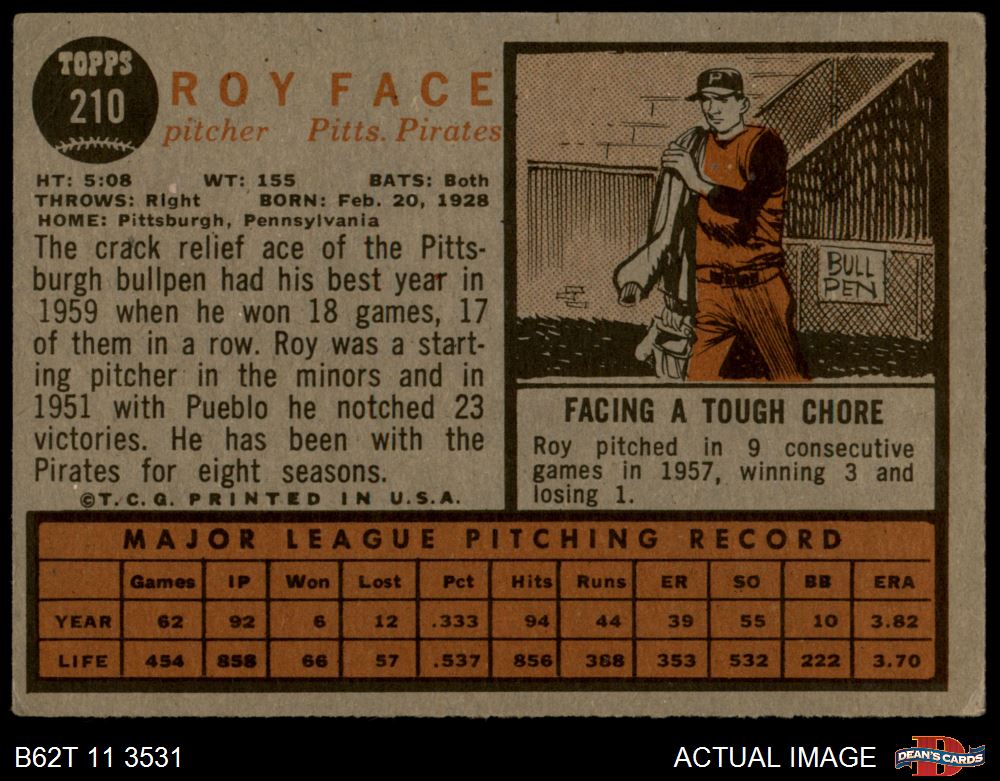 TOPPS
210
ROY FACE
pitcher Pitts. Pirates
HT: 5:08 WT: 155 BATS: Both
THROWS: Right BORN: Feb. 20, 1928
HOME: Pittsburgh, Pennsylvania
The crack relief ace of the Pitts-
burgh bullpen had his best year in
1959 when he won 18 games, 17
of them in a row. Roy was a start-
ing pitcher in the minors and in
1951 with Pueblo he notched 23
victories. He has been with the
Pirates for eight seasons.
©T.C.G. PRINTED IN U.S.A.
P
BULL
PEN
FACING A TOUGH CHORE
Roy pitched in 9 consecutive
games in 1957, winning 3 and
losing 1.
MAJOR LEAGUE PITCHING RECORD
Games IP Won Lost Pct Hits Runs ER SO BB ERA
YEAR 62 92 6 12 .333 94 44 39 55 10 3.82
LIFE 454 858 66 57 .537 856 388 353 532 222 3.70
B62T 11 3531
ACTUAL IMAGE
D
DEAN'S CARDS